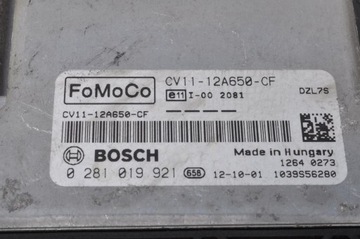 FoMoCo
CV11-12A650-CF
e11 I-00 2081
DZL7S
CV11-12A650-CF
BOSCH
Made in Hungary
1264 0273
0 281 019 921 658 12-10-01 1039S56280